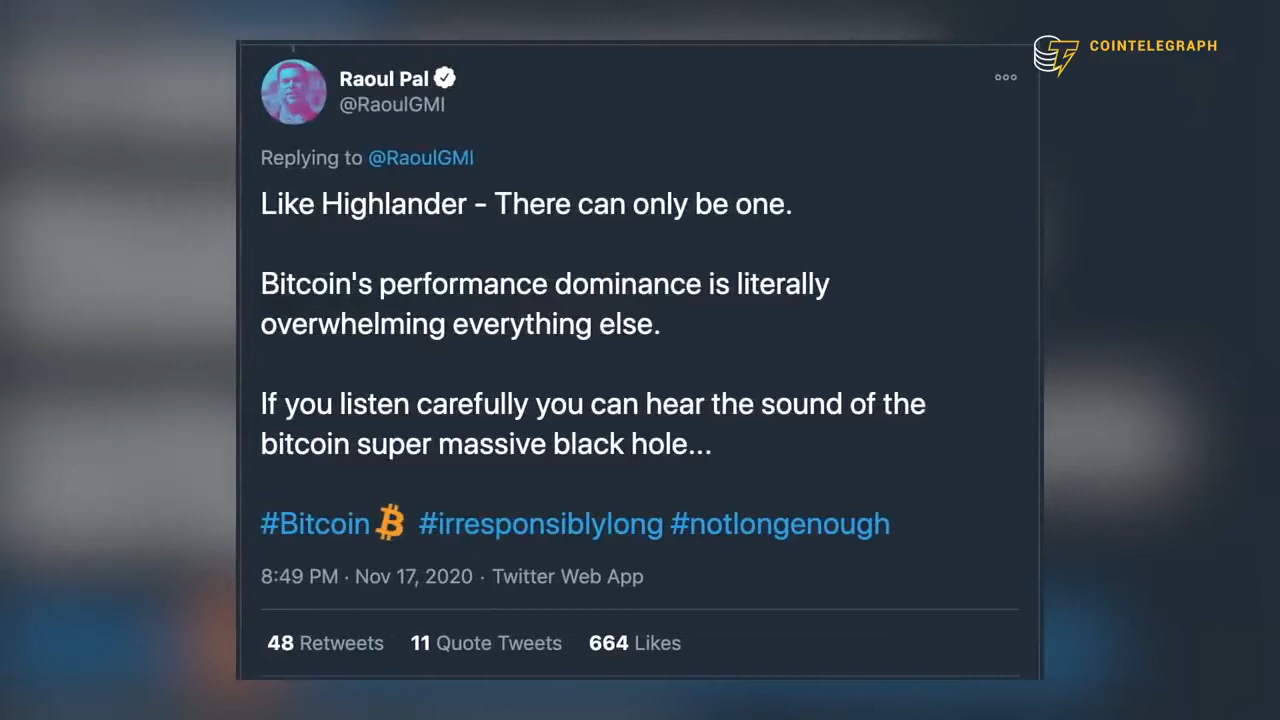 COINTELEGRAPH
Raoul Pal
@RaoulGMI
Replying to @RaoulGMI
Like Highlander - There can only be one.
Bitcoin's performance dominance is literally
overwhelming everything else.
If you listen carefully you can hear the sound of the
bitcoin super massive black hole...
#Bitcoin #irresponsiblylong #notlongenough
8:49 PM · Nov 17, 2020 · Twitter Web App
48 Retweets 11 Quote Tweets 664 Likes